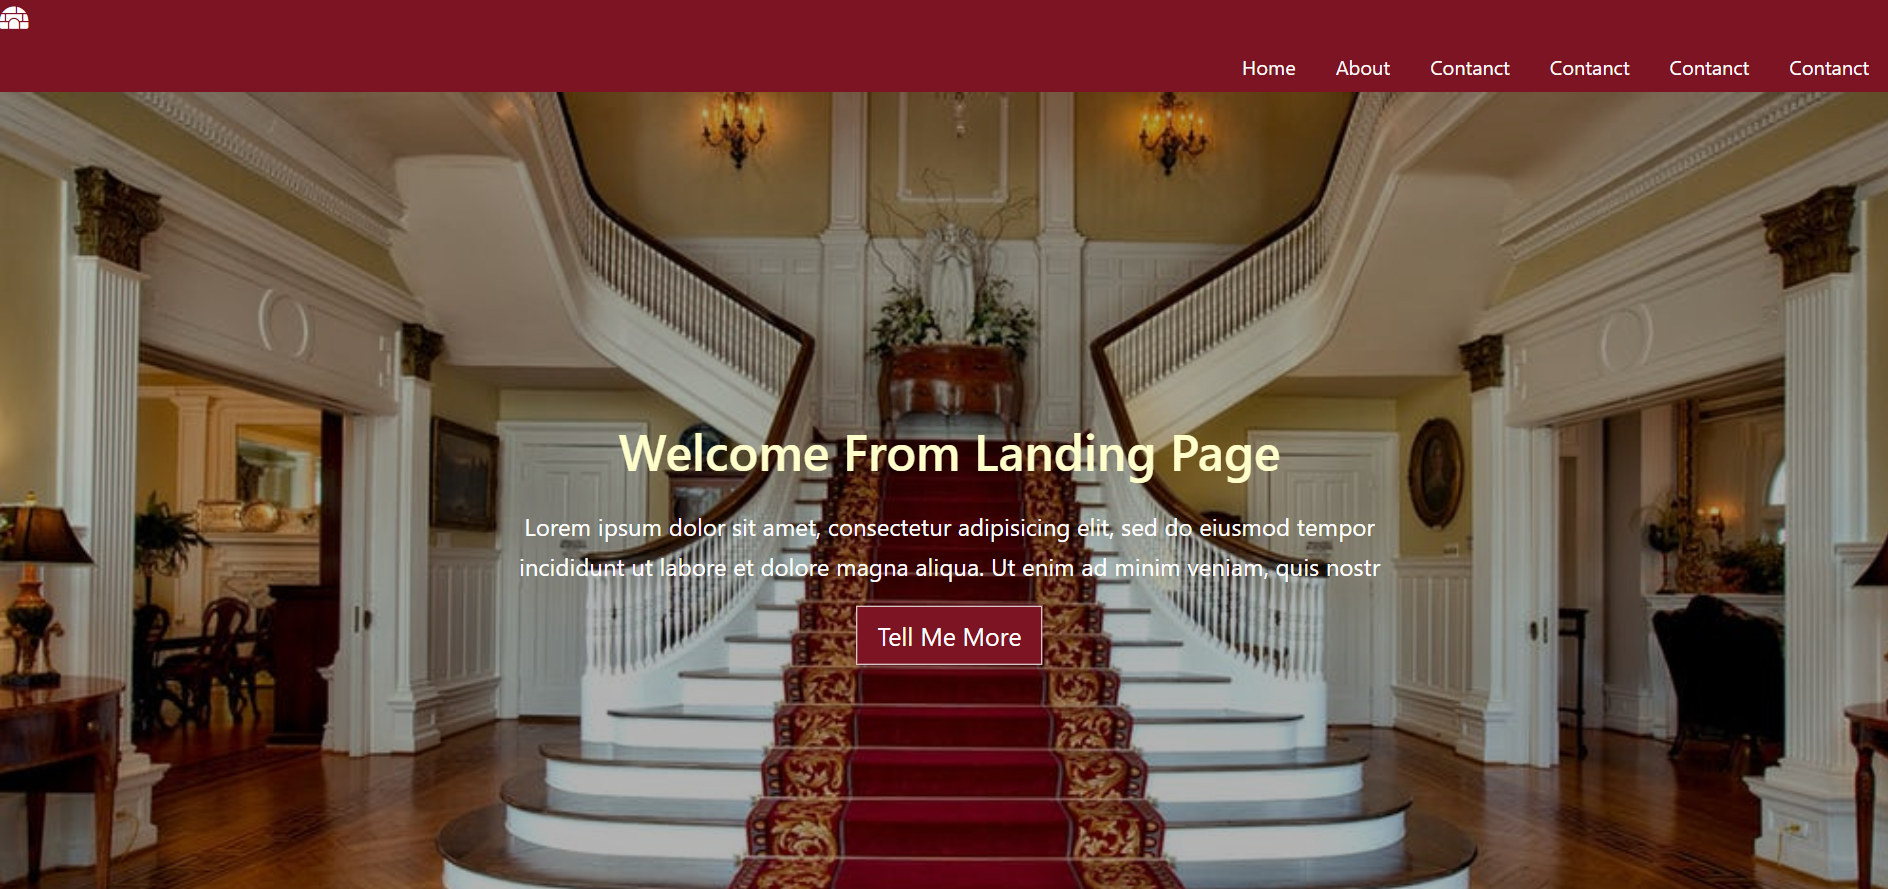 Home About Contanct Contanct Contanct Contanct
Welcome From Landing Page
Lorem ipsum dolor sit amet, consectetur adipisicing elit, sed do eiusmod tempor
incididunt ut labore et dolore magna aliqua. Ut enim ad minim veniam, quis nostr
Tell Me More